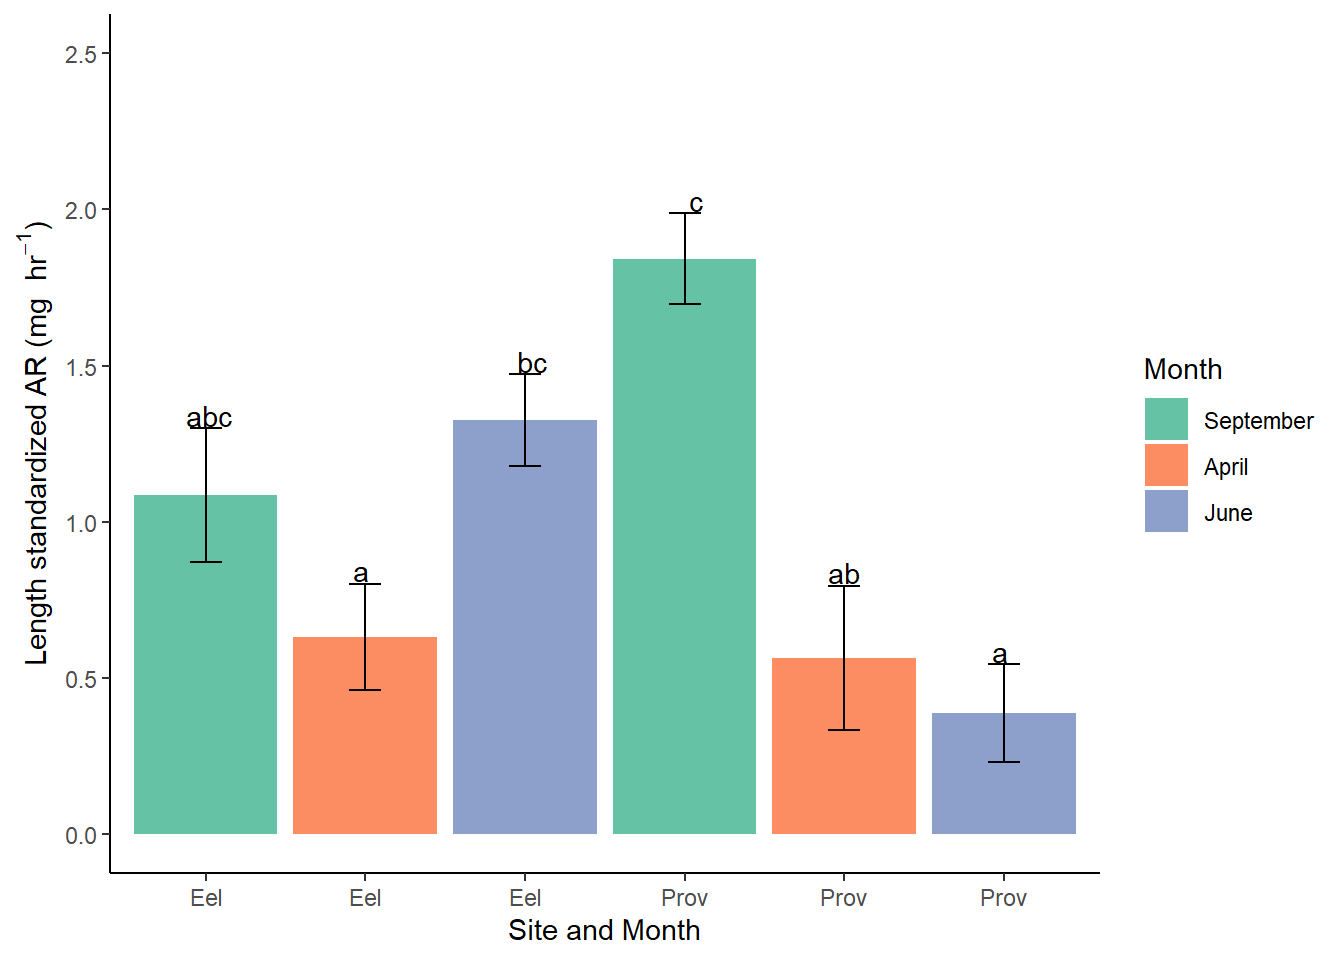 2.5
2.0
1.5
1.0
0.5
0.0
Length standardized AR (mg hr⁻¹)
abc
a
bc
c
ab
a
Eel
Eel
Eel
Prov
Prov
Prov
Site and Month
Month
September
April
June